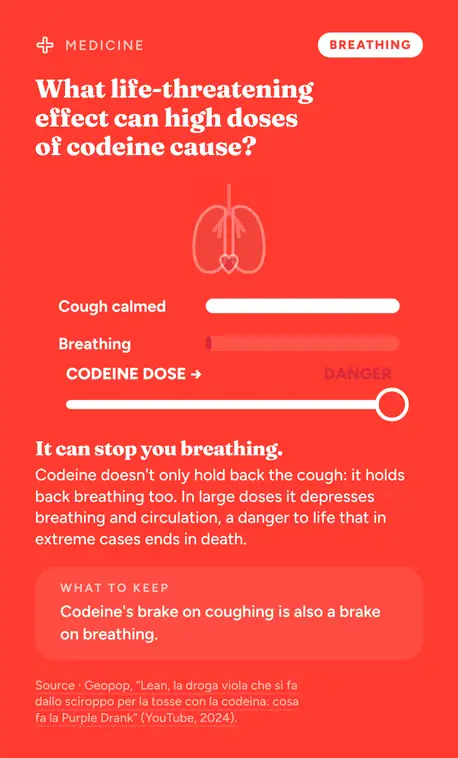 MEDICINE
BREATHING
What life-threatening
effect can high doses
of codeine cause?
Cough calmed
Breathing
CODEINE DOSE →
DANGER
It can stop you breathing.
Codeine doesn't only hold back the cough: it holds
back breathing too. In large doses it depresses
breathing and circulation, a danger to life that in
extreme cases ends in death.
WHAT TO KEEP
Codeine's brake on coughing is also a brake
on breathing.
Source · Geopop, "Lean, la droga viola che si fa
dallo sciroppo per la tosse con la codeina: cosa
fa la Purple Drank" (YouTube, 2024).